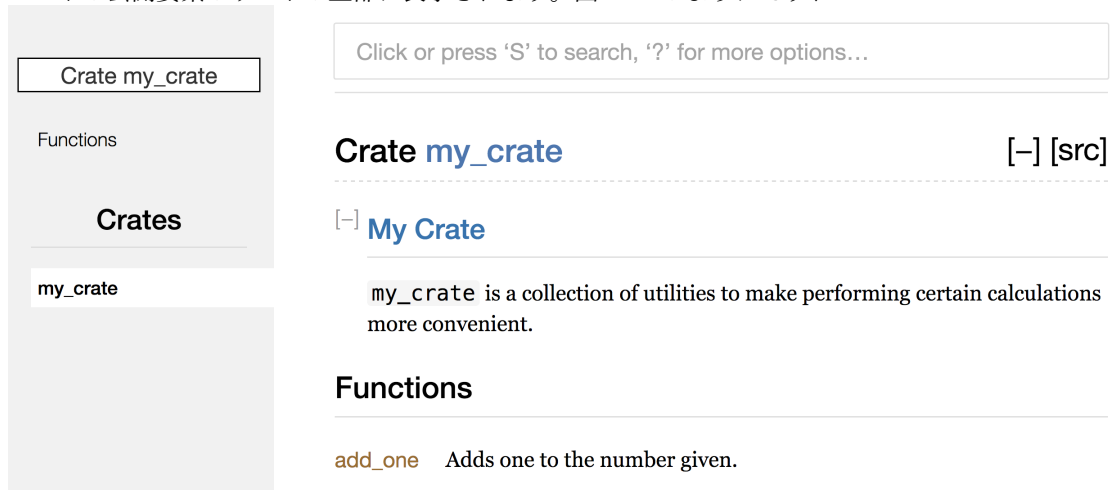 Crate my_crate
Functions
Crates
my_crate
Click or press ‘S’ to search, ‘?’ for more options…
Crate my_crate [−] [src]
[−] My Crate
my_crate is a collection of utilities to make performing certain calculations
more convenient.
Functions
add_one Adds one to the number given.